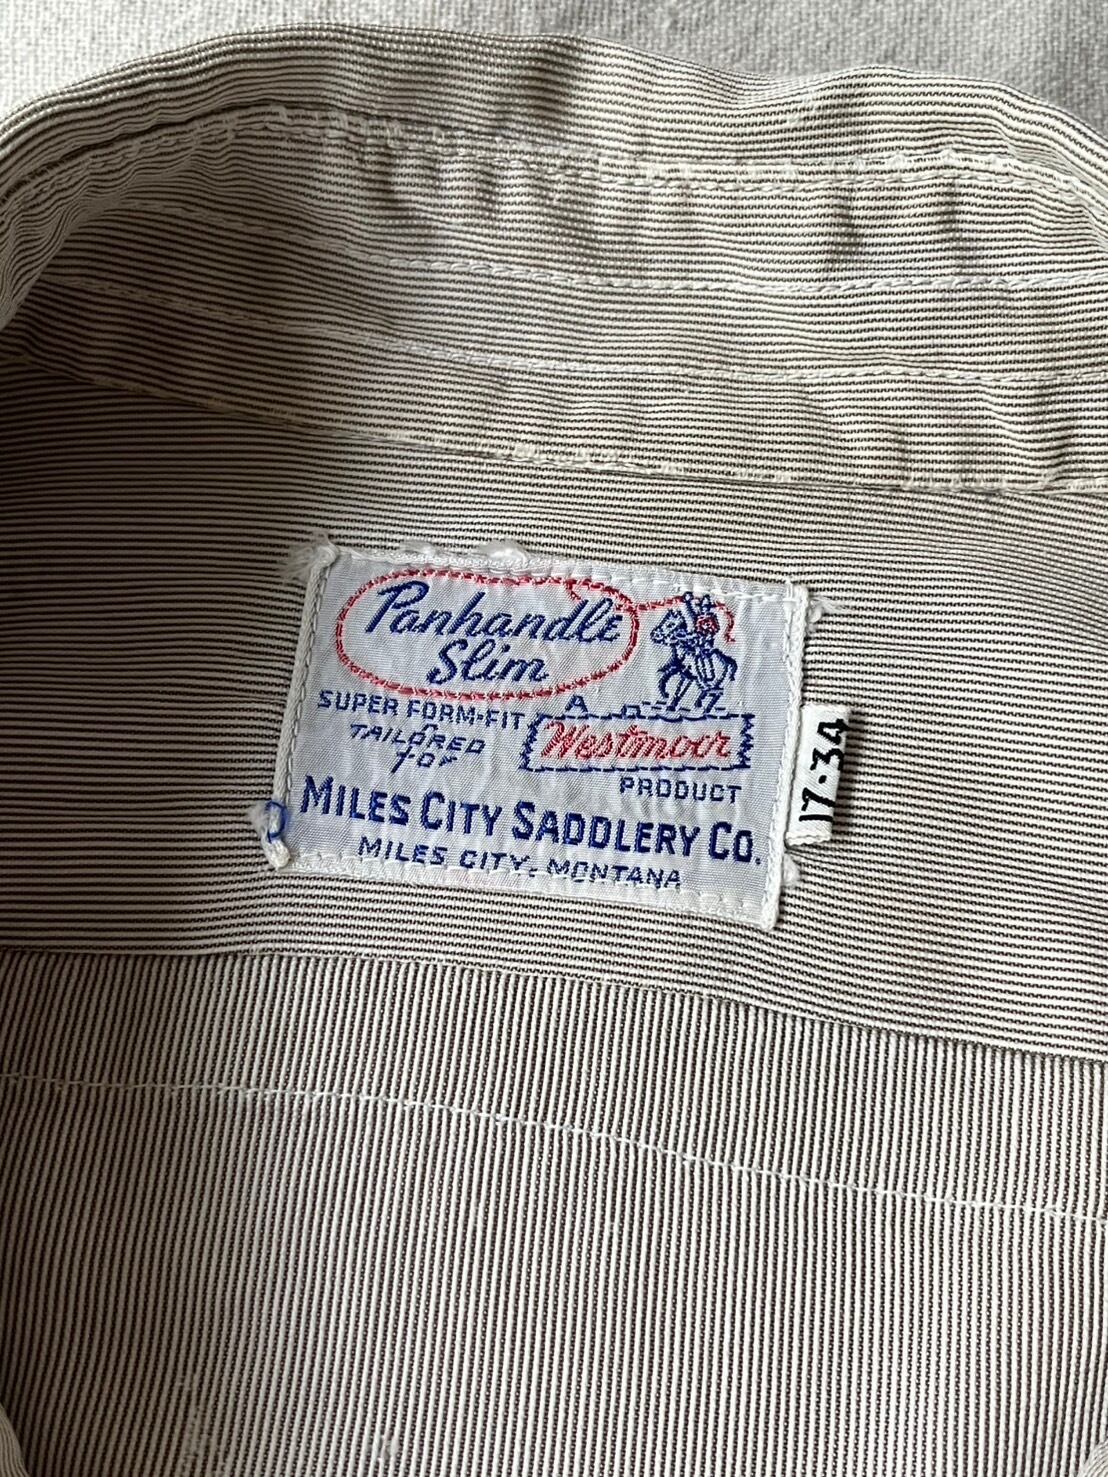 Panhandle
Slim
SUPER FORM-FIT
TAILORED
FOR
A
Westmoor
PRODUCT
MILES CITY SADDLERY CO.
MILES CITY, MONTANA
17·34